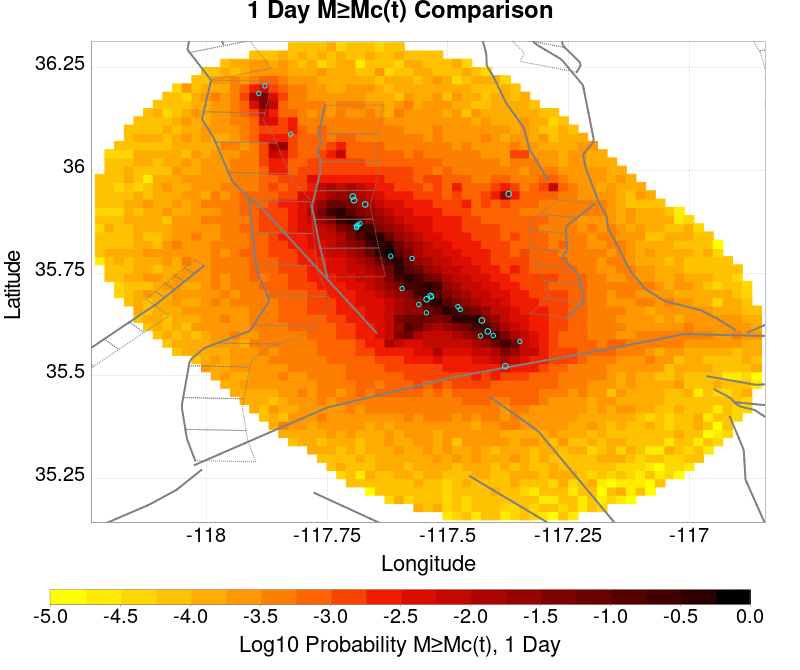 1 Day M≥Mc(t) Comparison
36.25
36
35.75
35.5
35.25
Latitude
-118
-117.75
-117.5
-117.25
-117
Longitude
-5.0 -4.5 -4.0 -3.5 -3.0 -2.5 -2.0 -1.5 -1.0 -0.5 0.0
Log10 Probability M≥Mc(t), 1 Day